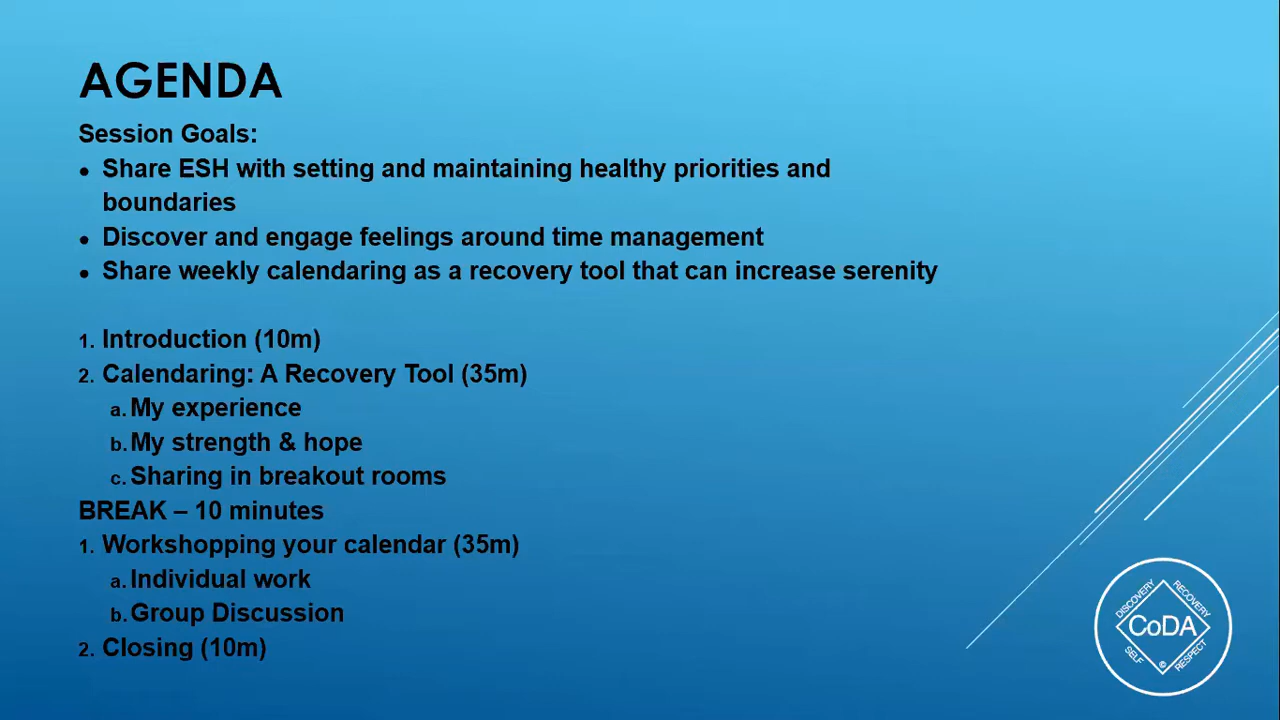 AGENDA
Session Goals:
• Share ESH with setting and maintaining healthy priorities and
boundaries
• Discover and engage feelings around time management
• Share weekly calendaring as a recovery tool that can increase serenity
1. Introduction (10m)
2. Calendaring: A Recovery Tool (35m)
a. My experience
b. My strength & hope
c. Sharing in breakout rooms
BREAK – 10 minutes
1. Workshopping your calendar (35m)
a. Individual work
b. Group Discussion
2. Closing (10m)
DISCOVERY
RECOVERY
CoDA
SELF
©
RESPECT